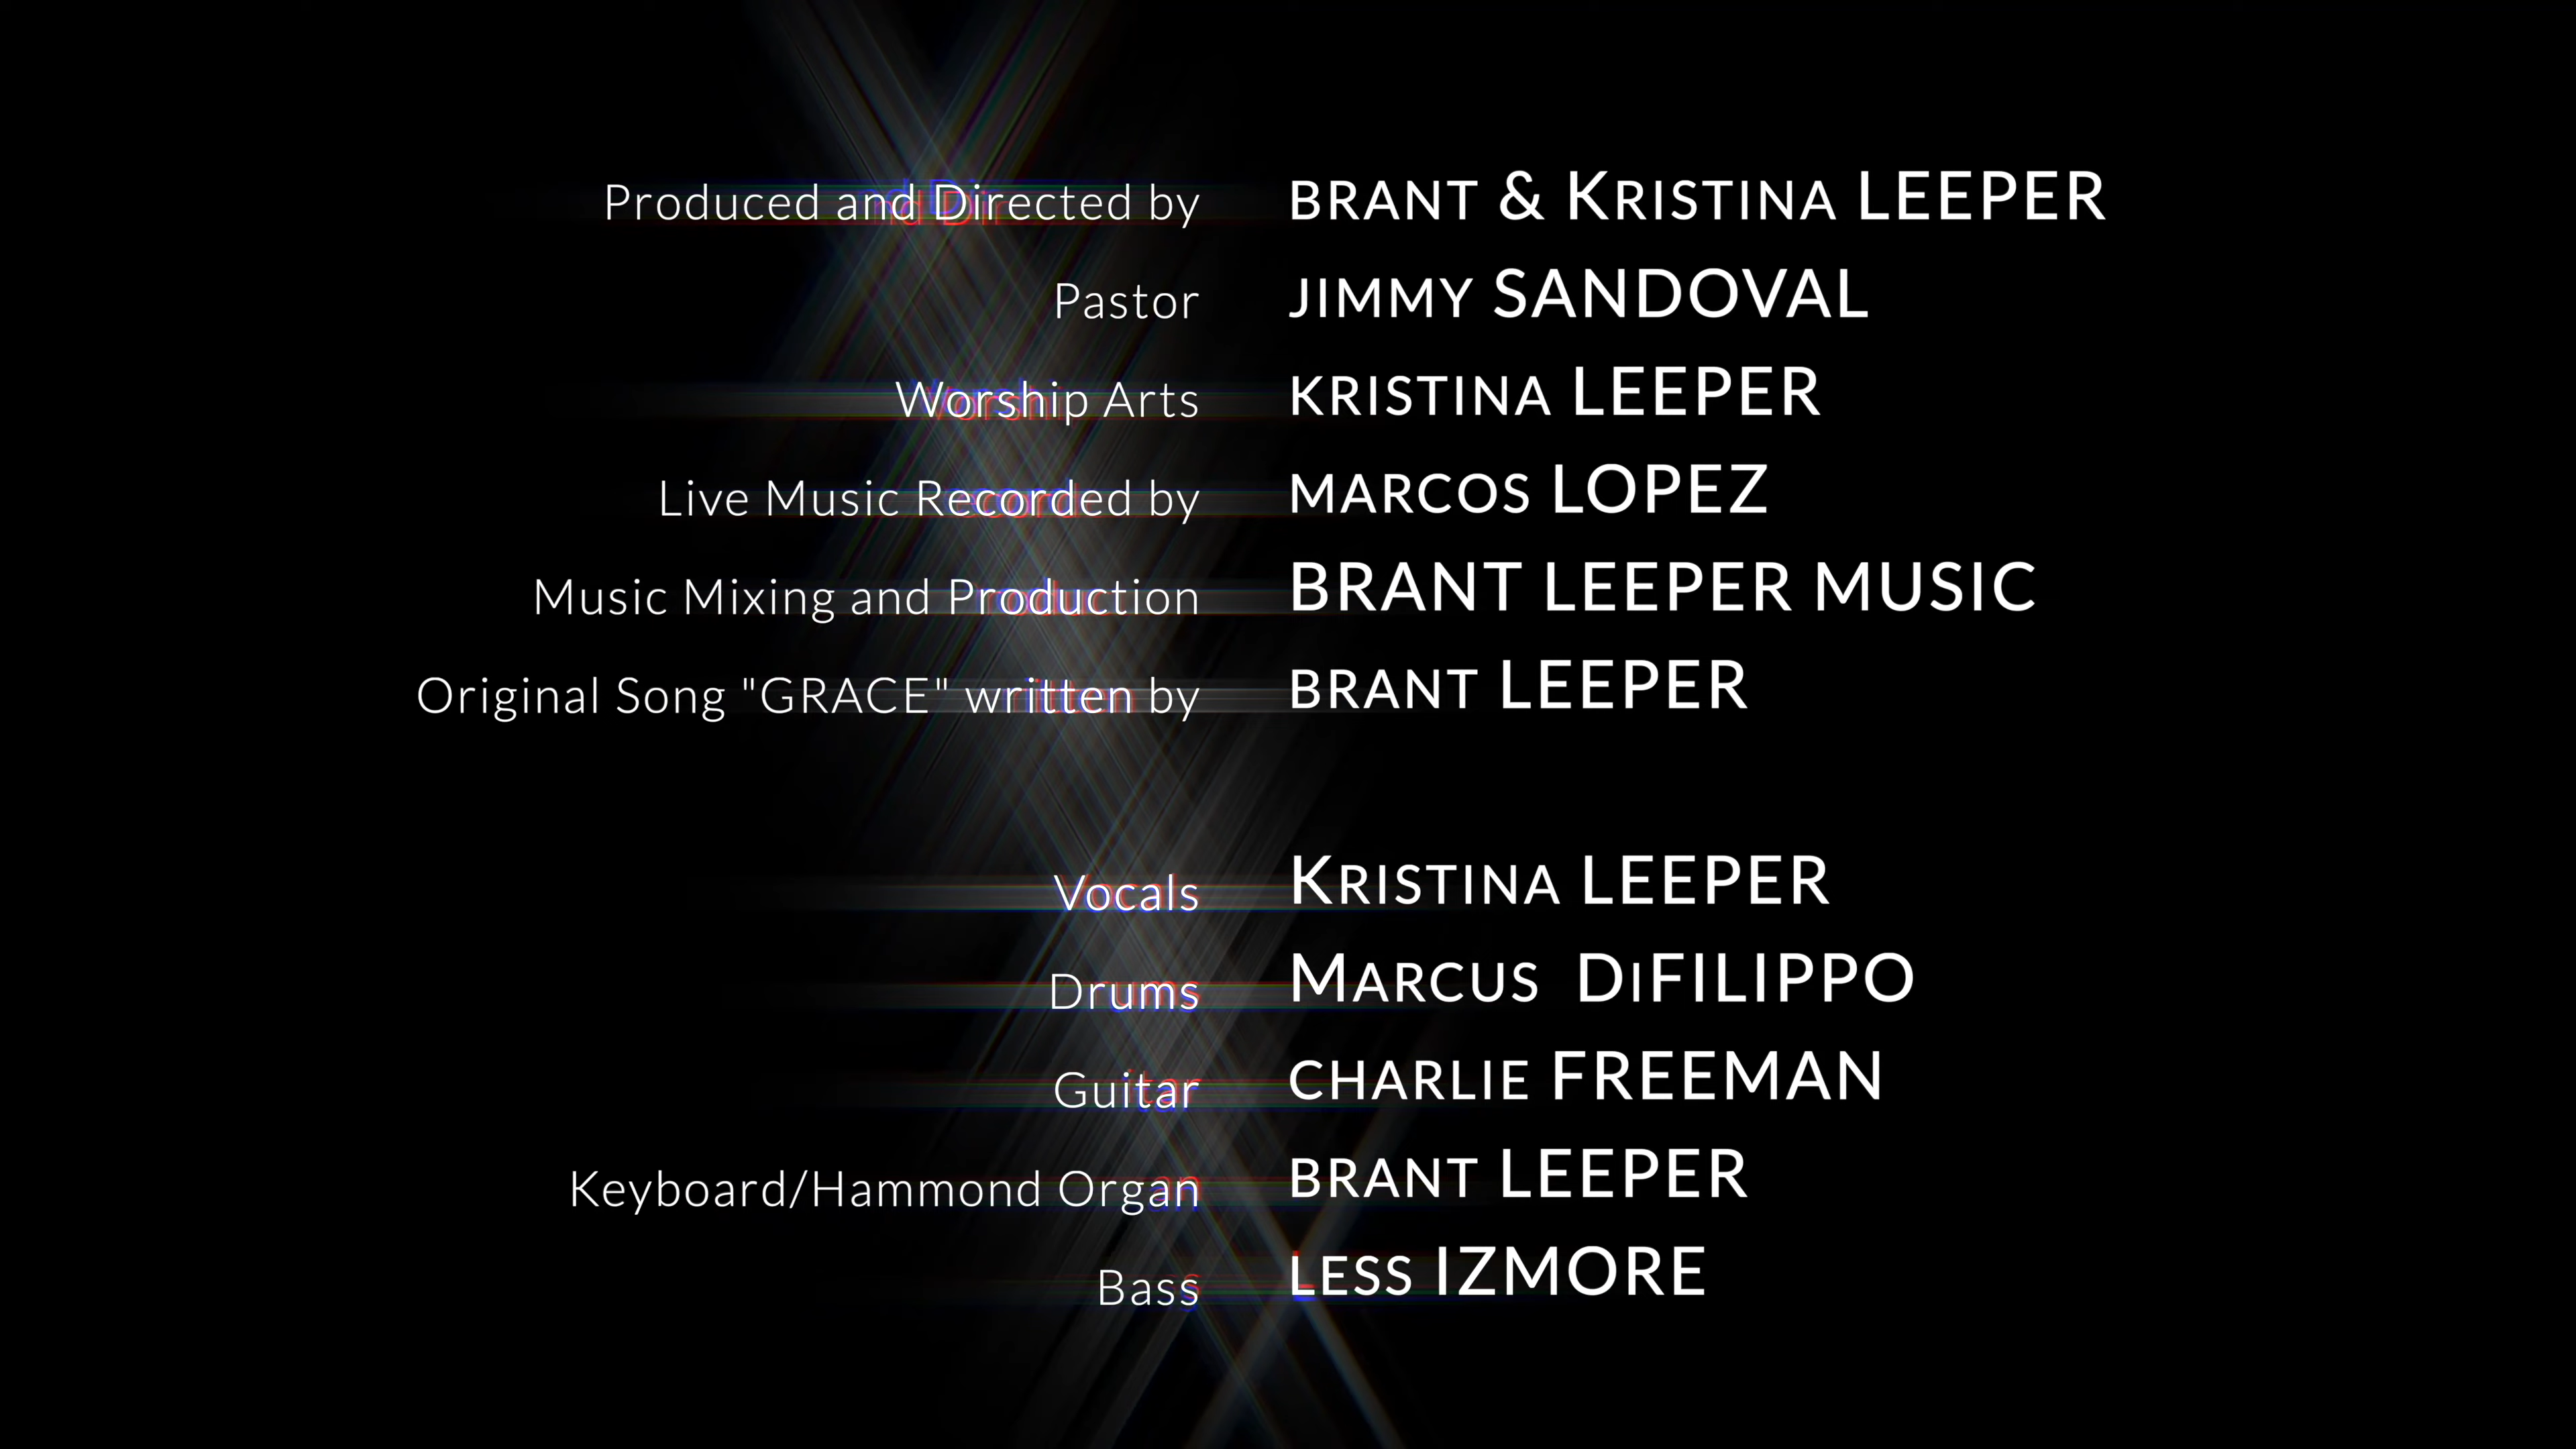 Produced and Directed by BRANT & KRISTINA LEEPER
Pastor JIMMY SANDOVAL
Worship Arts KRISTINA LEEPER
Live Music Recorded by MARCOS LOPEZ
Music Mixing and Production BRANT LEEPER MUSIC
Original Song "GRACE" written by BRANT LEEPER
Vocals KRISTINA LEEPER
Drums MARCUS DIFILIPPO
Guitar CHARLIE FREEMAN
Keyboard/Hammond Organ BRANT LEEPER
Bass LESS IZMORE